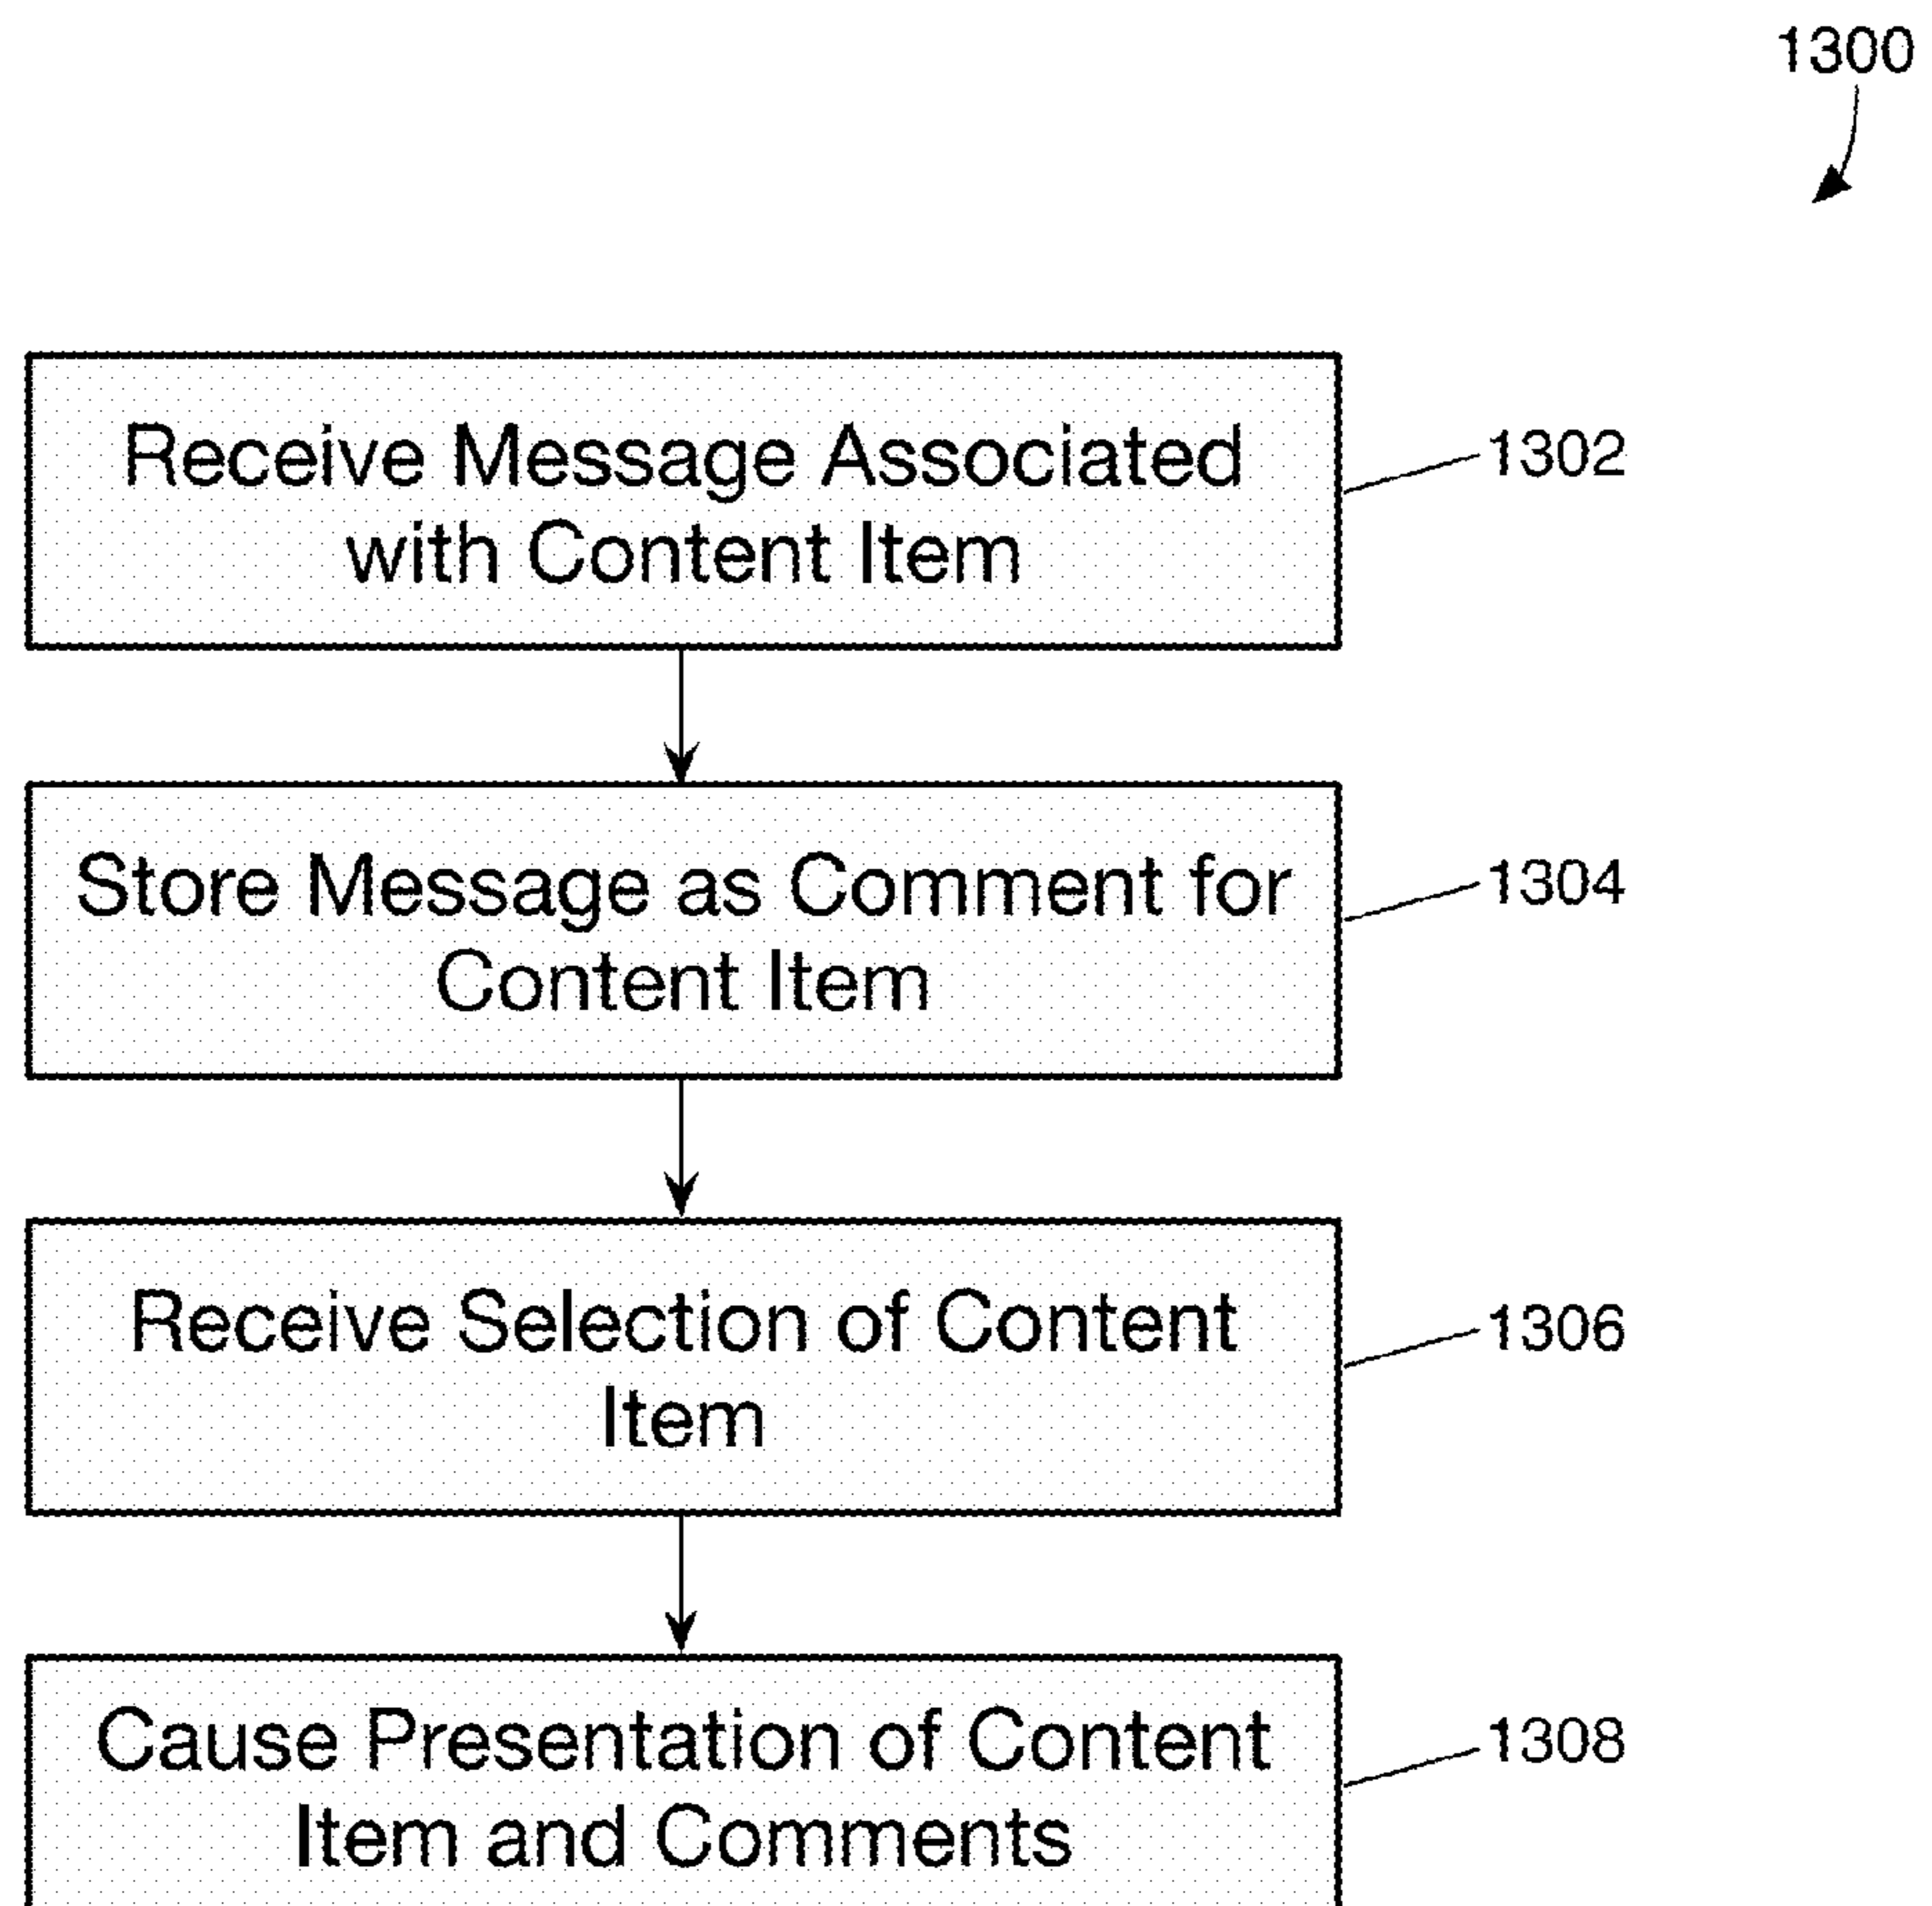 1300
Receive Message Associated
with Content Item
1302
Store Message as Comment for
Content Item
1304
Receive Selection of Content
Item
1306
Cause Presentation of Content
Item and Comments
1308